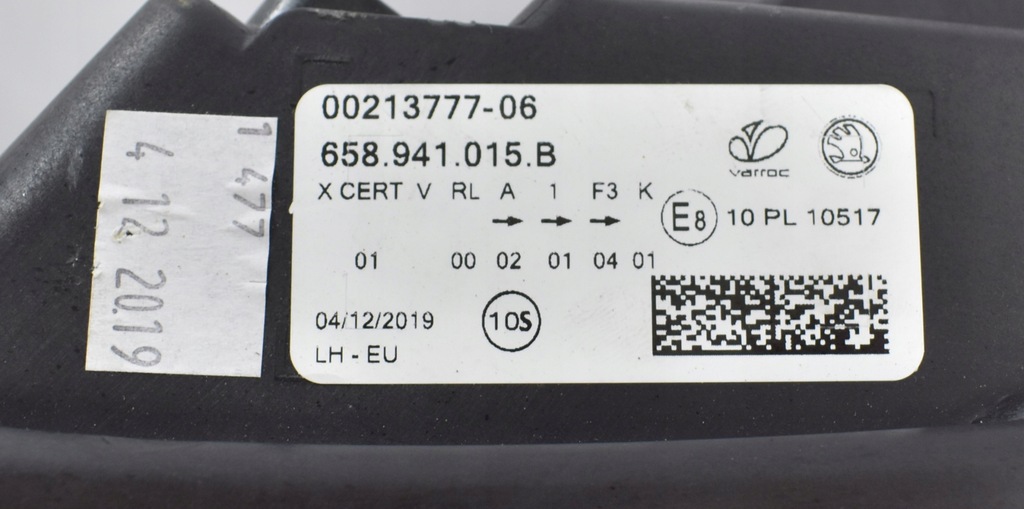 1 477
4 12 2019
00213777-06
658.941.015.B
varroc
X CERT V RL A 1 F3 K
→ → →
E8 10 PL 10517
01 00 02 01 04 01
04/12/2019
10S
LH - EU